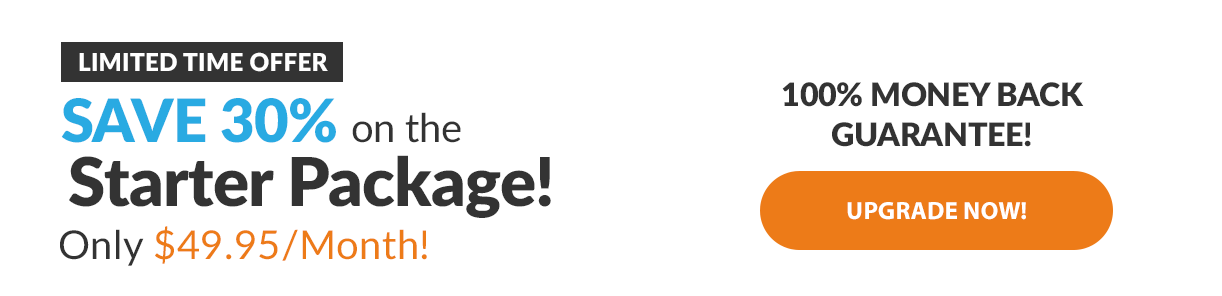 LIMITED TIME OFFER
SAVE 30% on the
Starter Package!
Only $49.95/Month!
100% MONEY BACK
GUARANTEE!
UPGRADE NOW!